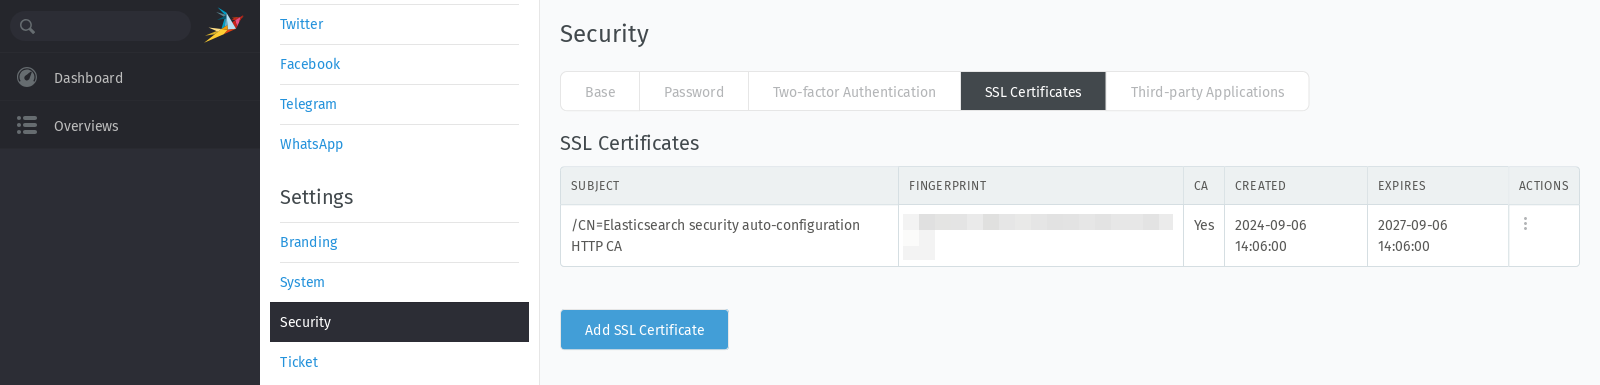 Dashboard
Overviews
Twitter
Facebook
Telegram
WhatsApp
Settings
Branding
System
Security
Ticket
Security
Base Password Two-factor Authentication SSL Certificates Third-party Applications
SSL Certificates
SUBJECT FINGERPRINT CA CREATED EXPIRES ACTIONS
/CN=Elasticsearch security auto-configuration Yes 2024-09-06 2027-09-06
HTTP CA 14:06:00 14:06:00
Add SSL Certificate